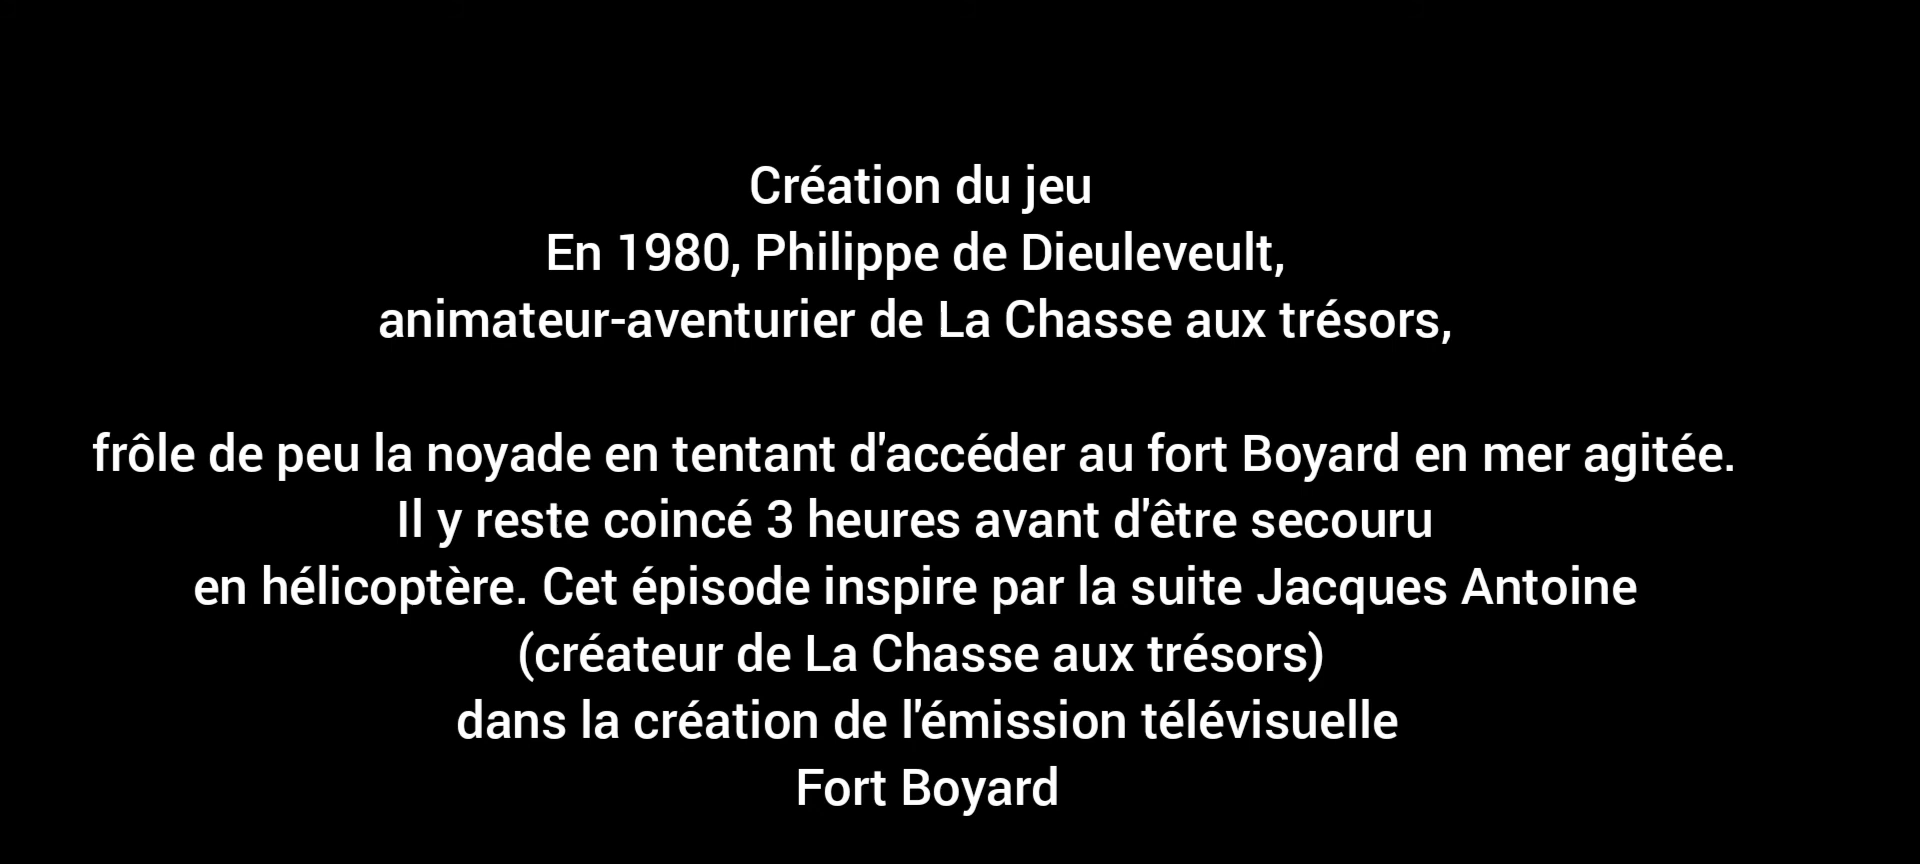 Création du jeu
En 1980, Philippe de Dieuleveult,
animateur-aventurier de La Chasse aux trésors,
frôle de peu la noyade en tentant d'accéder au fort Boyard en mer agitée.
Il y reste coincé 3 heures avant d'être secouru
en hélicoptère. Cet épisode inspire par la suite Jacques Antoine
(créateur de La Chasse aux trésors)
dans la création de l'émission télévisuelle
Fort Boyard